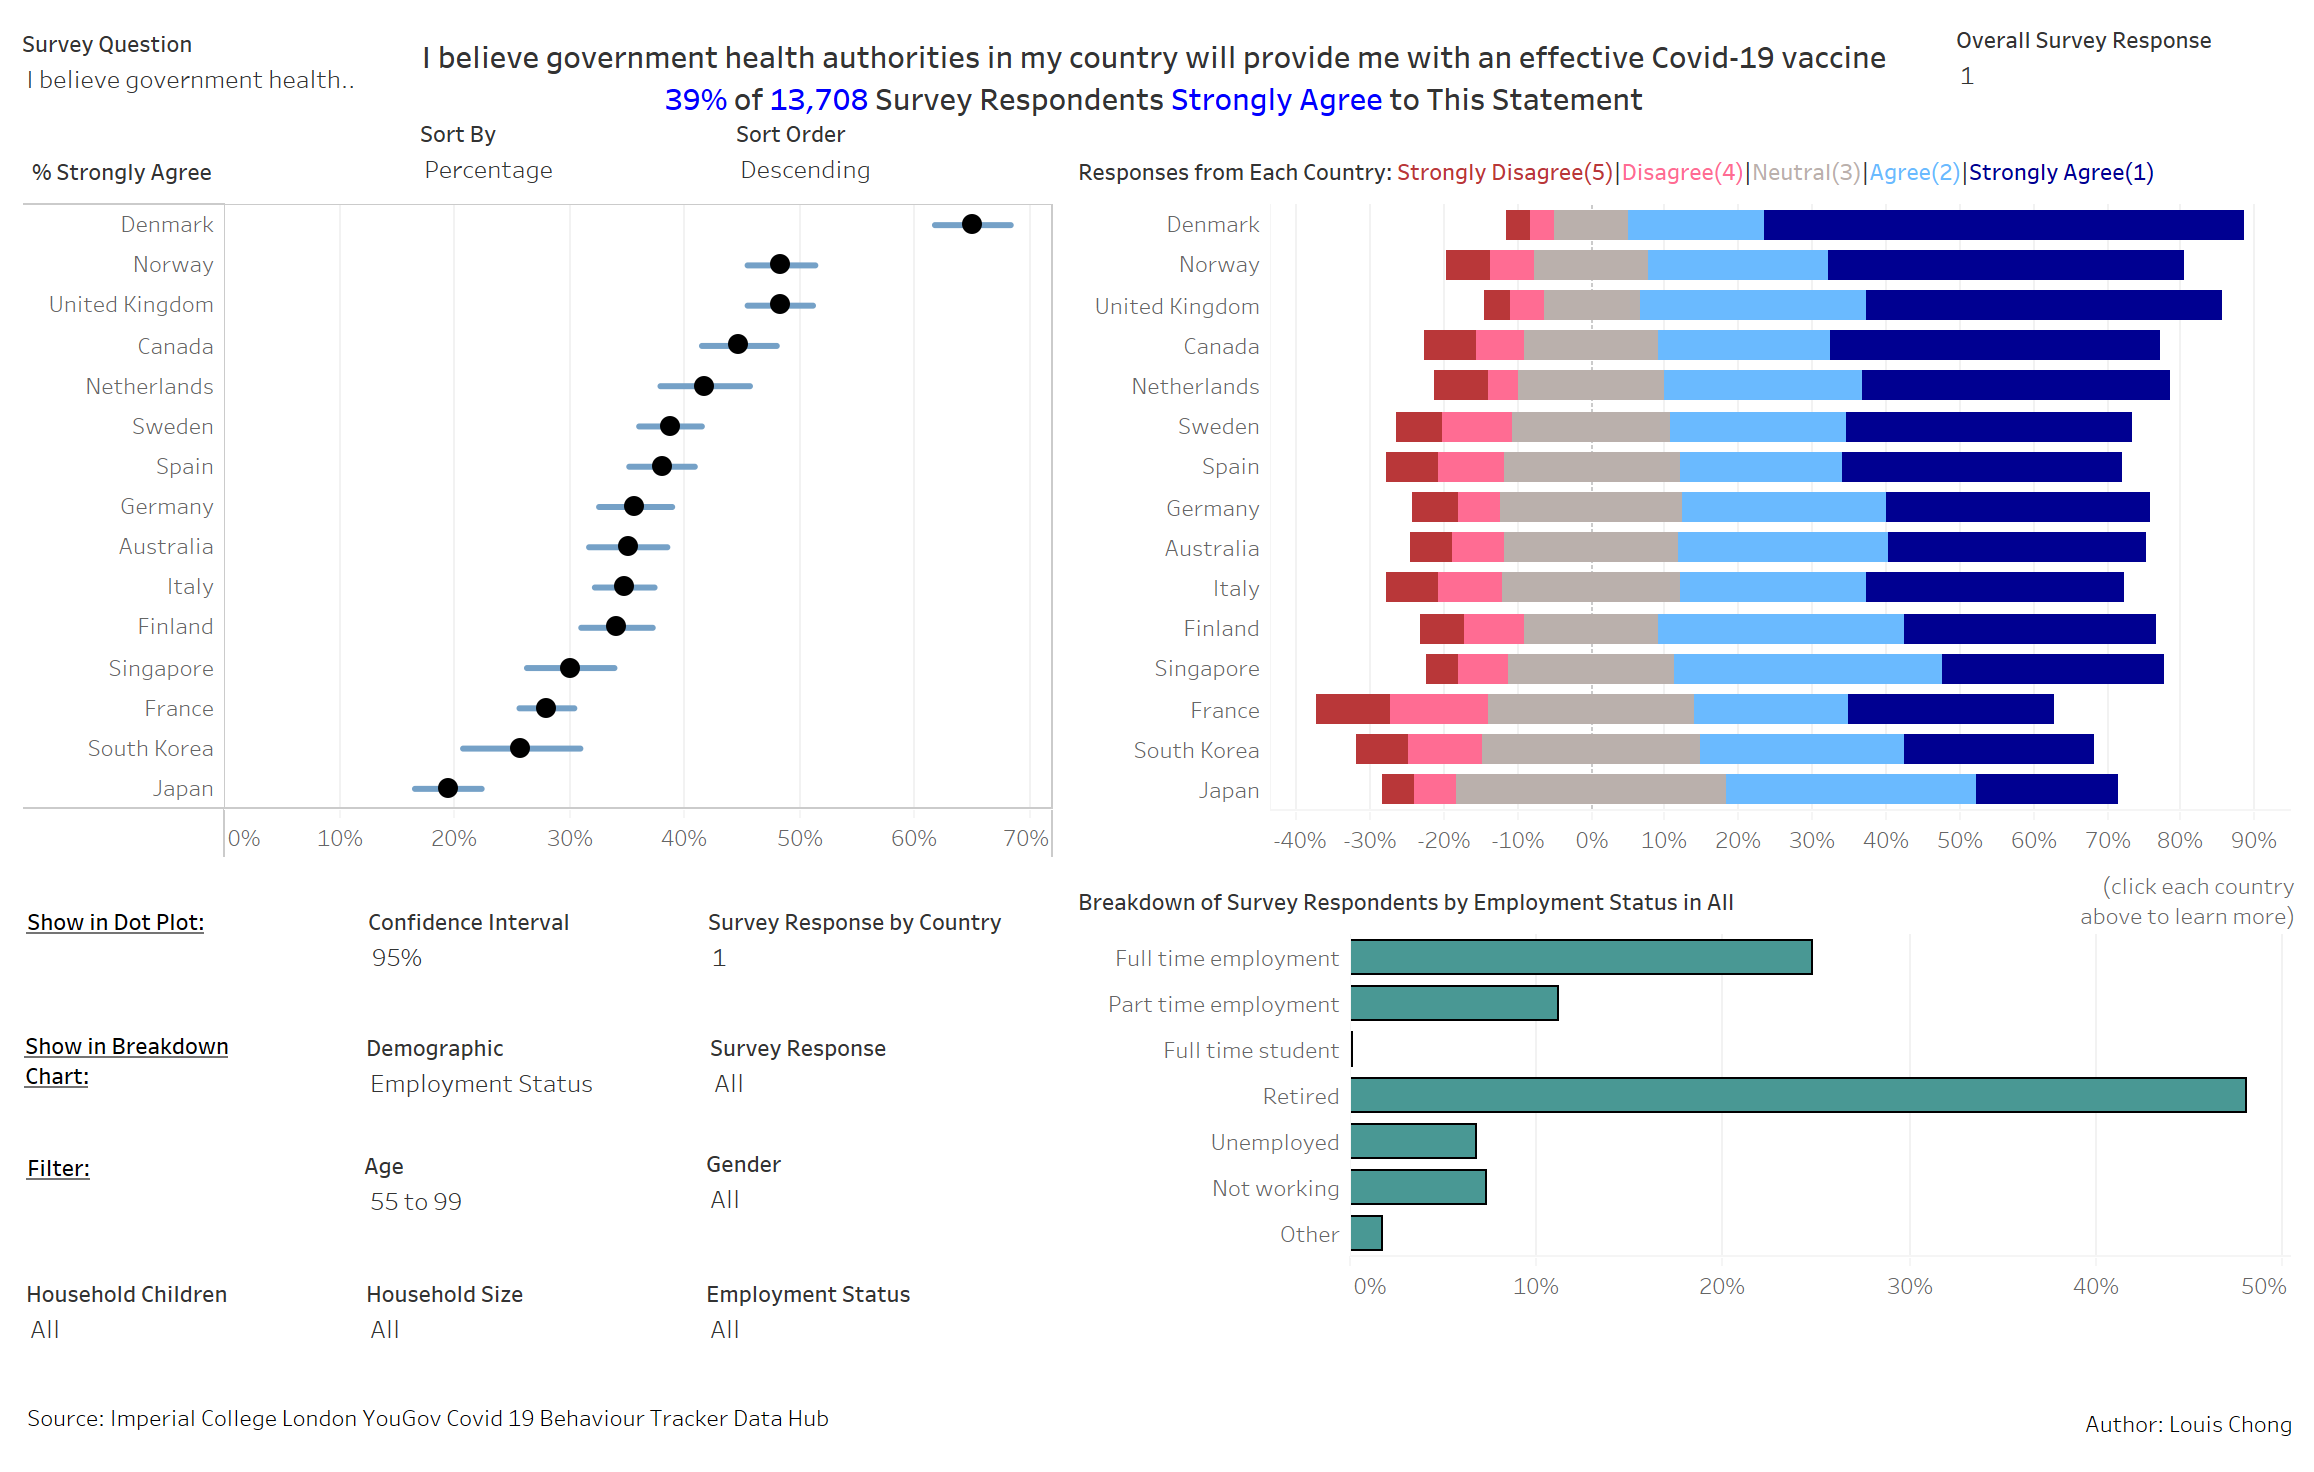 Survey Question
I believe government health..
I believe government health authorities in my country will provide me with an effective Covid-19 vaccine
39% of 13,708 Survey Respondents Strongly Agree to This Statement
Overall Survey Response
1
Sort By
Percentage
Sort Order
Descending
% Strongly Agree
Denmark
Norway
United Kingdom
Canada
Netherlands
Sweden
Spain
Germany
Australia
Italy
Finland
Singapore
France
South Korea
Japan
0% 10% 20% 30% 40% 50% 60% 70%
Responses from Each Country: Strongly Disagree(5)|Disagree(4)|Neutral(3)|Agree(2)|Strongly Agree(1)
Denmark
Norway
United Kingdom
Canada
Netherlands
Sweden
Spain
Germany
Australia
Italy
Finland
Singapore
France
South Korea
Japan
-40% -30% -20% -10% 0% 10% 20% 30% 40% 50% 60% 70% 80% 90%
Show in Dot Plot:
Confidence Interval
95%
Survey Response by Country
1
Show in Breakdown
Chart:
Demographic
Employment Status
Survey Response
All
Filter:
Age
55 to 99
Gender
All
Household Children
All
Household Size
All
Employment Status
All
Breakdown of Survey Respondents by Employment Status in All
(click each country
above to learn more)
Full time employment
Part time employment
Full time student
Retired
Unemployed
Not working
Other
0% 10% 20% 30% 40% 50%
Source: Imperial College London YouGov Covid 19 Behaviour Tracker Data Hub
Author: Louis Chong